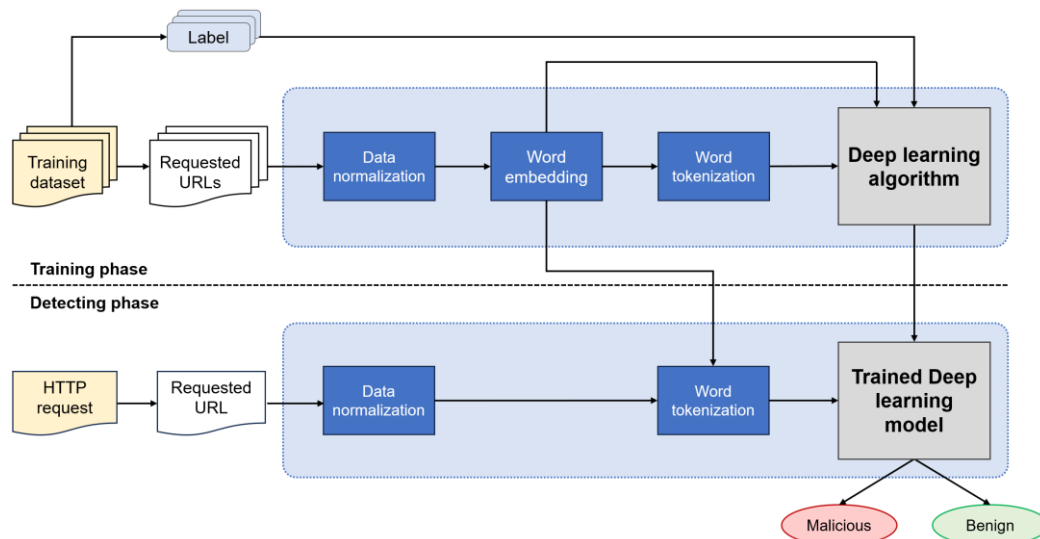 Label
Training
dataset
Requested
URLs
Data
normalization
Word
embedding
Word
tokenization
Deep learning
algorithm
Training phase
Detecting phase
HTTP
request
Requested
URL
Data
normalization
Word
tokenization
Trained Deep
learning
model
Malicious
Benign